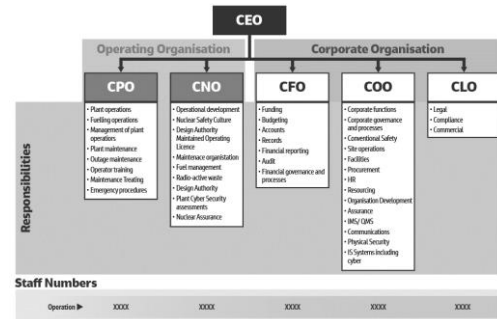 CEO
Operating Organisation
Corporate Organisation
CPO
CNO
CFO
COO
CLO
Responsibilities
• Plant operations
• Fuelling operations
• Management of plant
operations
• Plant maintenance
• Outage maintenance
• Operator training
• Maintenance Treating
• Emergency procedures
• Operational development
• Nuclear Safety Culture
• Design Authority
Maintained Operating
Licence
• Maintenace organistation
• Fuel management
• Radio-active waste
• Design Authority
• Plant Cyber Security
assessments
• Nuclear Assurance
• Funding
• Budgeting
• Accounts
• Records
• Financial reporting
• Audit
• Financial governance and
processes
• Corporate functions
• Corporate governance
and processes
• Conventional Safety
• Site operations
• Facilities
• Procurement
• HR
• Resourcing
• Organisation Development
• Assurance
• IMS/ QMS
• Communications
• Physical Security
• IS Systems including
cyber
• Legal
• Compliance
• Commercial
Staff Numbers
Operation ▶ XXXX XXXX XXXX XXXX XXXX